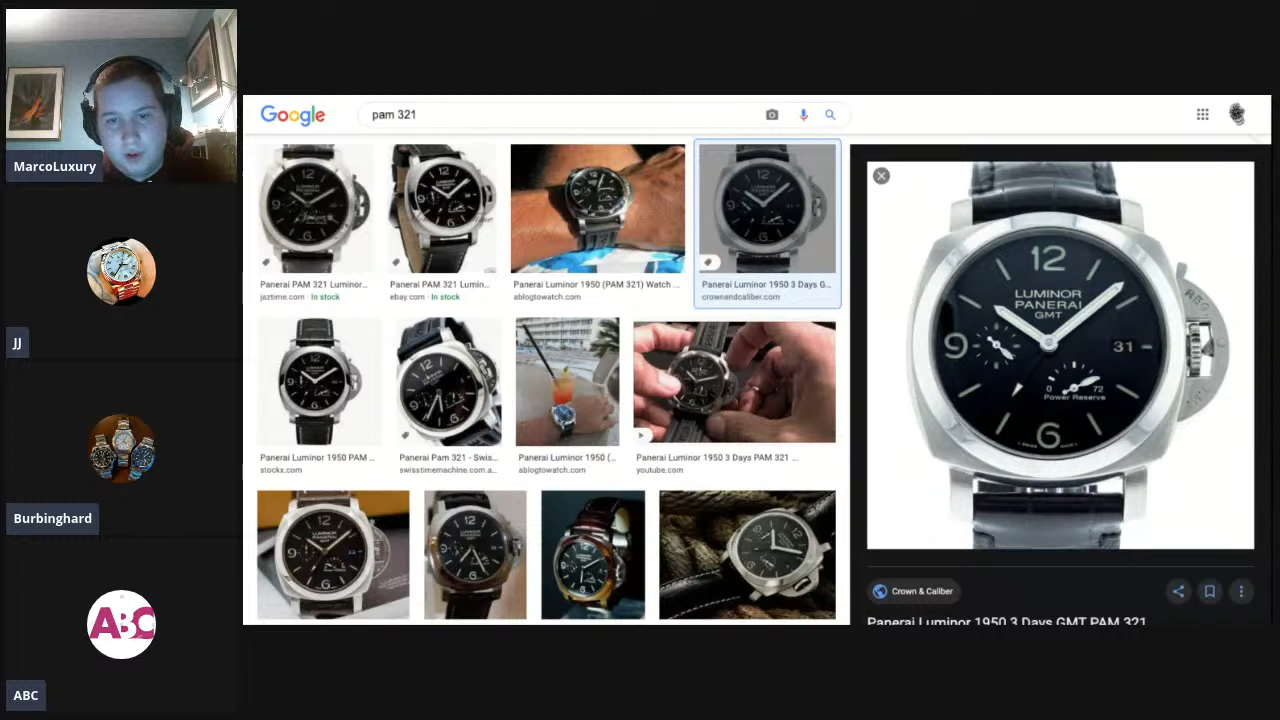 MarcoLuxury
JJ
Burbinghard
ABC
ABC
Google
pam 321
Panerai PAM 321 Luminor...
jaztime.com · In stock
Panerai PAM 321 Lumin...
ebay.com · In stock
Panerai Luminor 1950 (PAM 321) Watch ...
ablogtowatch.com
Panerai Luminor 1950 3 Days G...
crownandcaliber.com
Panerai Luminor 1950 PAM ...
stockx.com
Panerai Pam 321 - Swis...
swisstimemachine.com.a...
Panerai Luminor 1950 (...
ablogtowatch.com
Panerai Luminor 1950 3 Days PAM 321 ...
youtube.com
12
LUMINOR
PANERAI
GMT
9
31
0
72
Power Reserve
6
REG
Crown & Caliber
Panerai Luminor 1950 3 Days GMT PAM 321